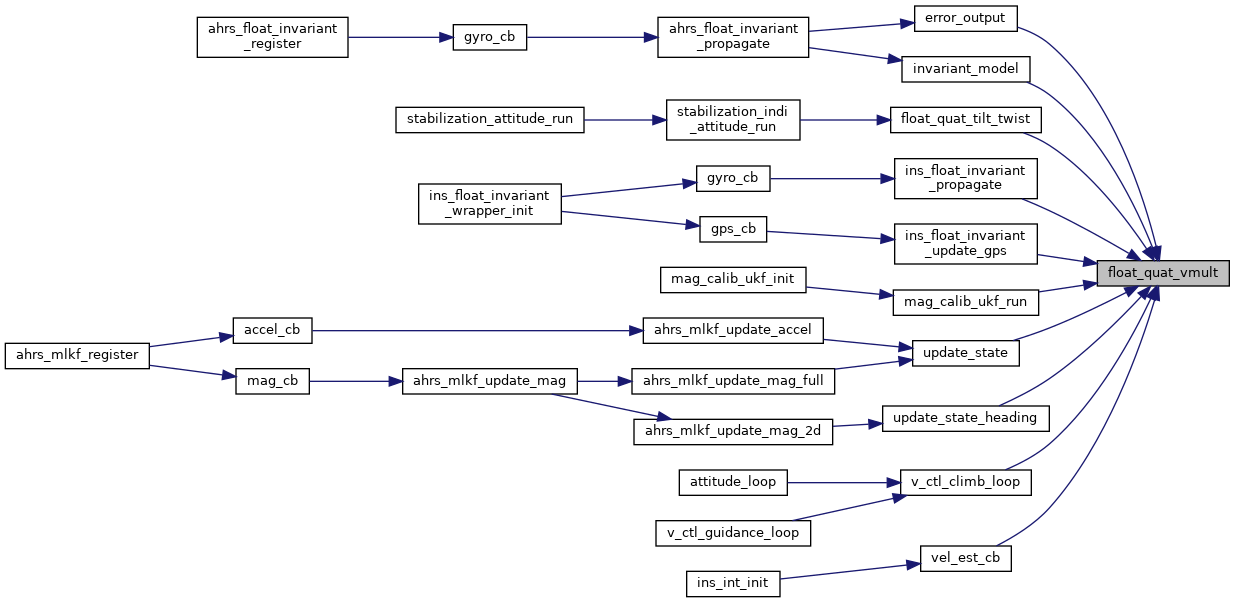 ahrs_float_invariant
_register
gyro_cb
ahrs_float_invariant
_propagate
error_output
invariant_model
stabilization_attitude_run
stabilization_indi
_attitude_run
float_quat_tilt_twist
ins_float_invariant
_wrapper_init
gyro_cb
ins_float_invariant
_propagate
gps_cb
ins_float_invariant
_update_gps
float_quat_vmult
mag_calib_ukf_init
mag_calib_ukf_run
ahrs_mlkf_register
accel_cb
ahrs_mlkf_update_accel
update_state
mag_cb
ahrs_mlkf_update_mag
ahrs_mlkf_update_mag_full
ahrs_mlkf_update_mag_2d
update_state_heading
attitude_loop
v_ctl_climb_loop
v_ctl_guidance_loop
vel_est_cb
ins_int_init